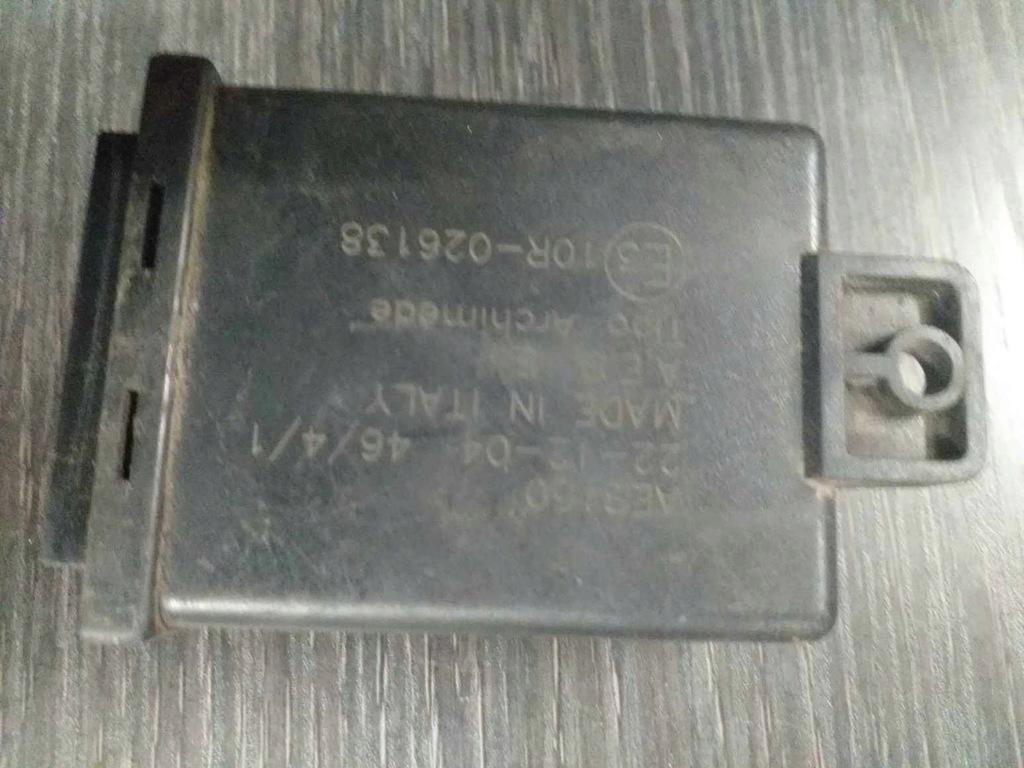 22-12-04 46/4/1
MADE IN ITALY
Tipo "Archimede"
E3 10R-026138